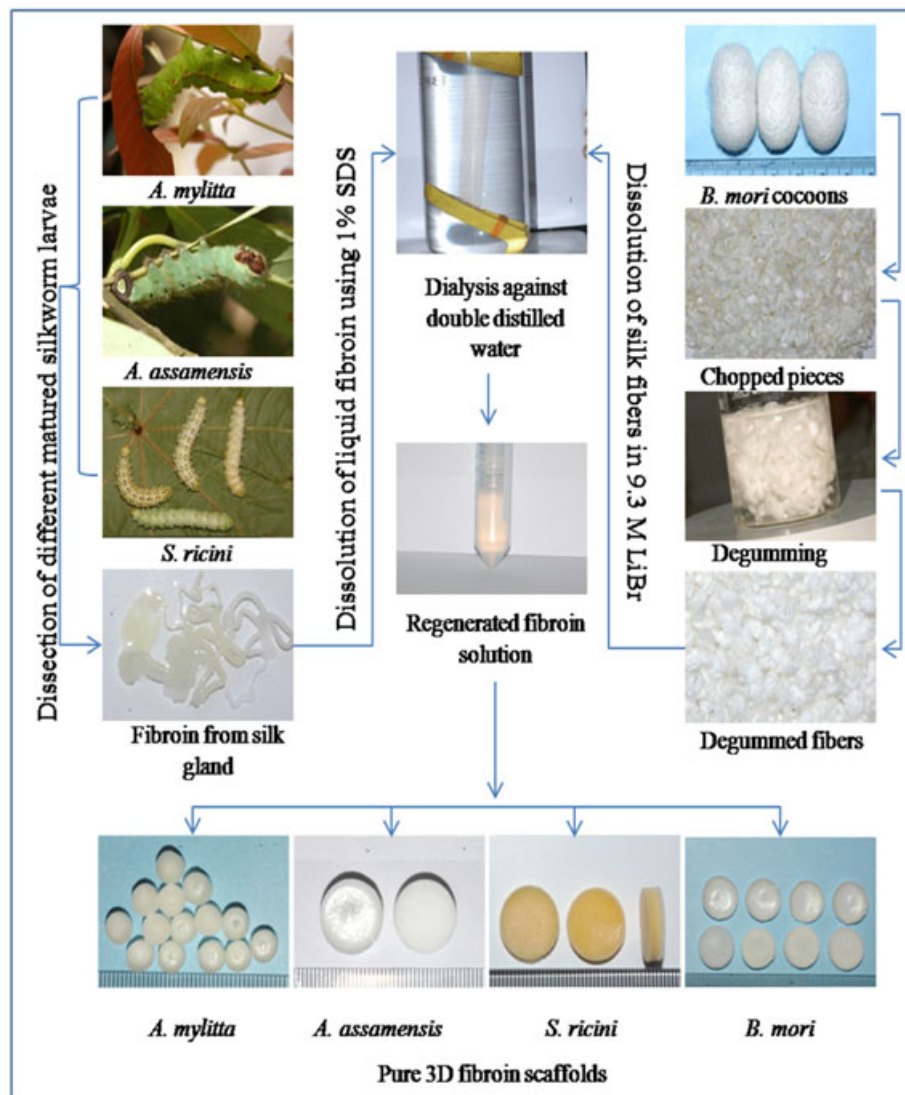 A. mylitta
A. assamensis
S. ricini
Fibroin from silk
gland
Dissection of different matured silkworm larvae
Dissolution of liquid fibroin using 1% SDS
Dialysis against
double distilled
water
Regenerated fibroin
solution
Dissolution of silk fibers in 9.3 M LiBr
B. mori cocoons
Chopped pieces
Degumming
Degummed fibers
A. mylitta
A. assamensis
S. ricini
B. mori
Pure 3D fibroin scaffolds